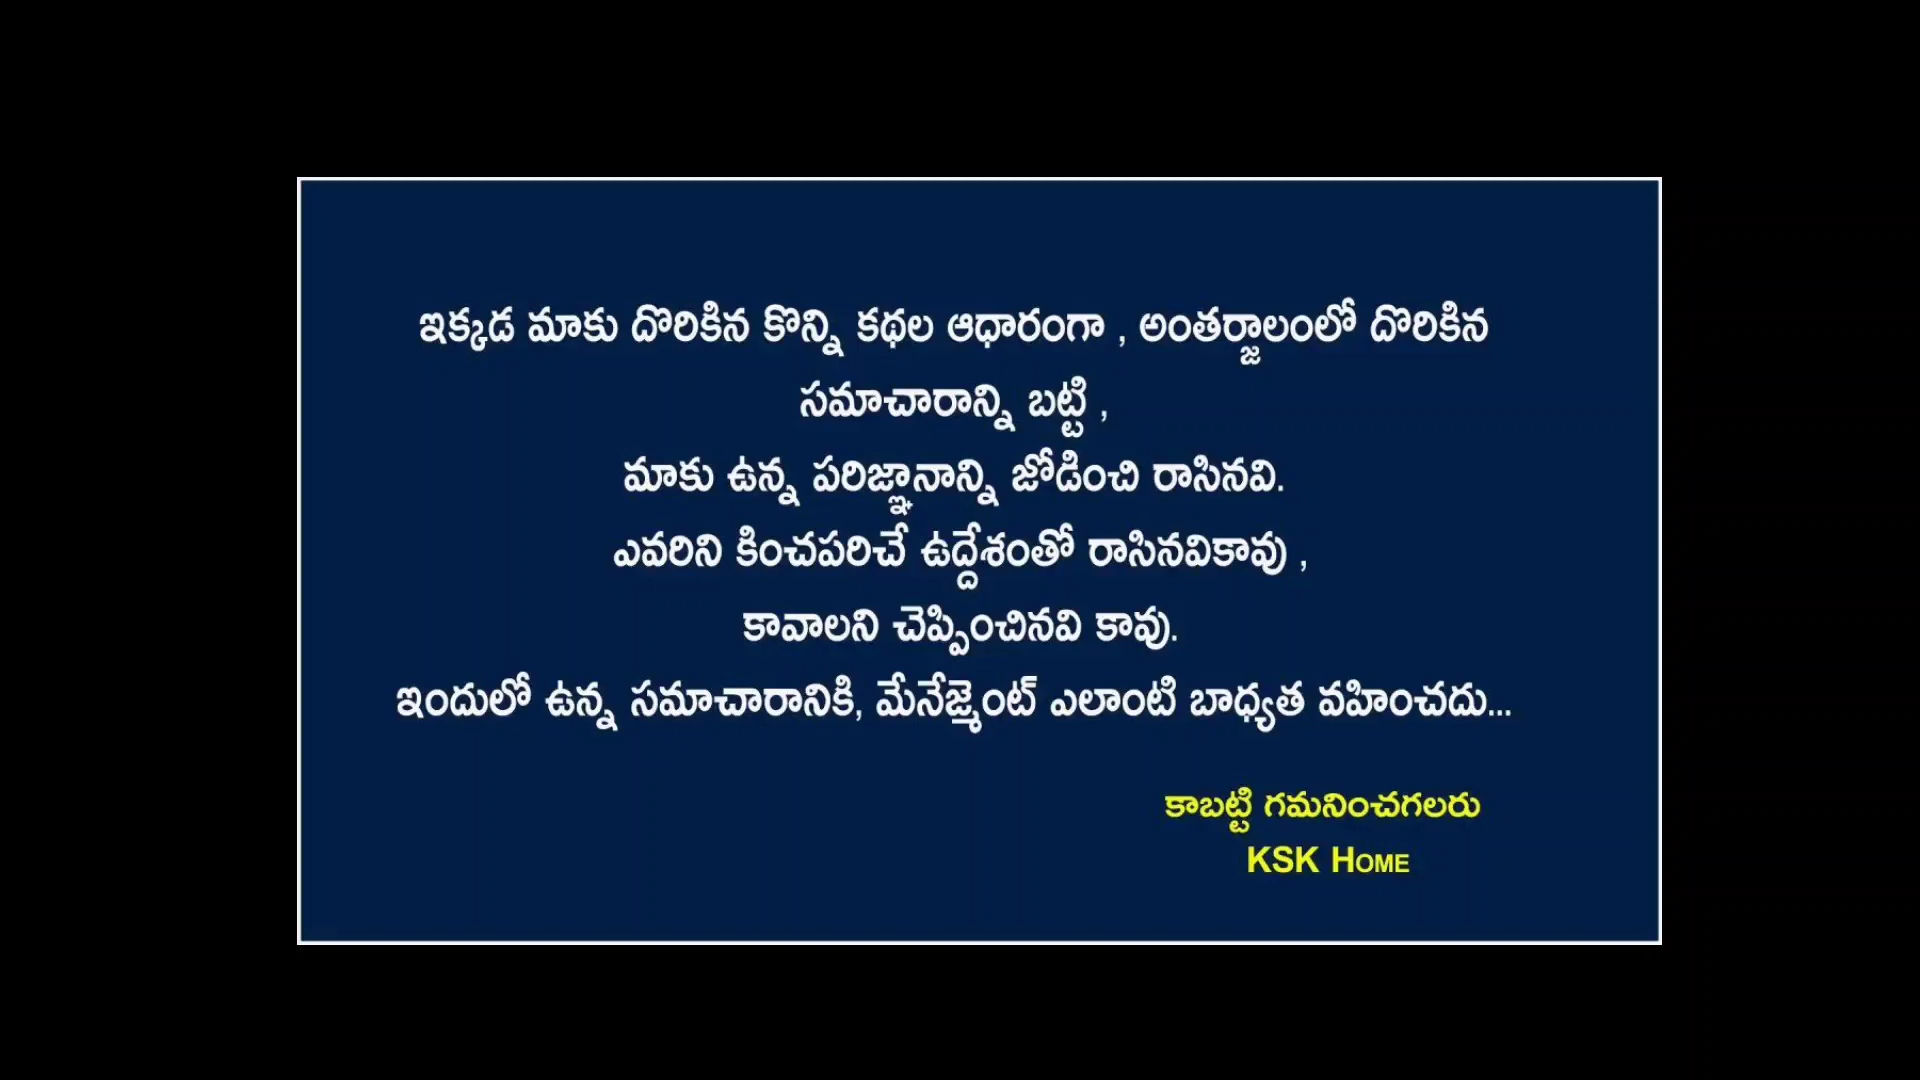 ఇక్కడ మాకు దొరికిన కొన్ని కథల ఆధారంగా , అంతర్జాలంలో దొరికిన
సమాచారాన్ని బట్టి ,
మాకు ఉన్న పరిజ్ఞానాన్ని జోడించి రాసినవి.
ఎవరిని కించపరిచే ఉద్దేశంతో రాసినవికావు ,
కావాలని చెప్పించినవి కావు.
ఇందులో ఉన్న సమాచారానికి, మేనేజ్మెంట్ ఎలాంటి బాధ్యత వహించదు...
కాబట్టి గమనించగలరు
KSK HOME